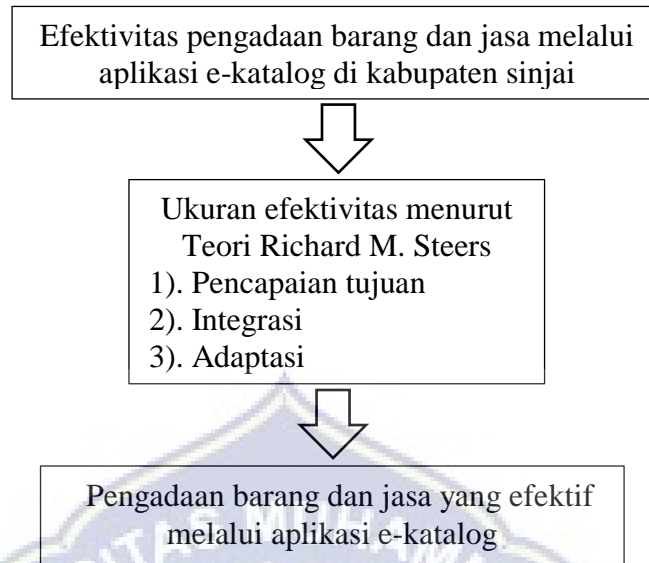 Efektivitas pengadaan barang dan jasa melalui
aplikasi e-katalog di kabupaten sinjai
Ukuran efektivitas menurut
Teori Richard M. Steers
1). Pencapaian tujuan
2). Integrasi
3). Adaptasi
Pengadaan barang dan jasa yang efektif
melalui aplikasi e-katalog